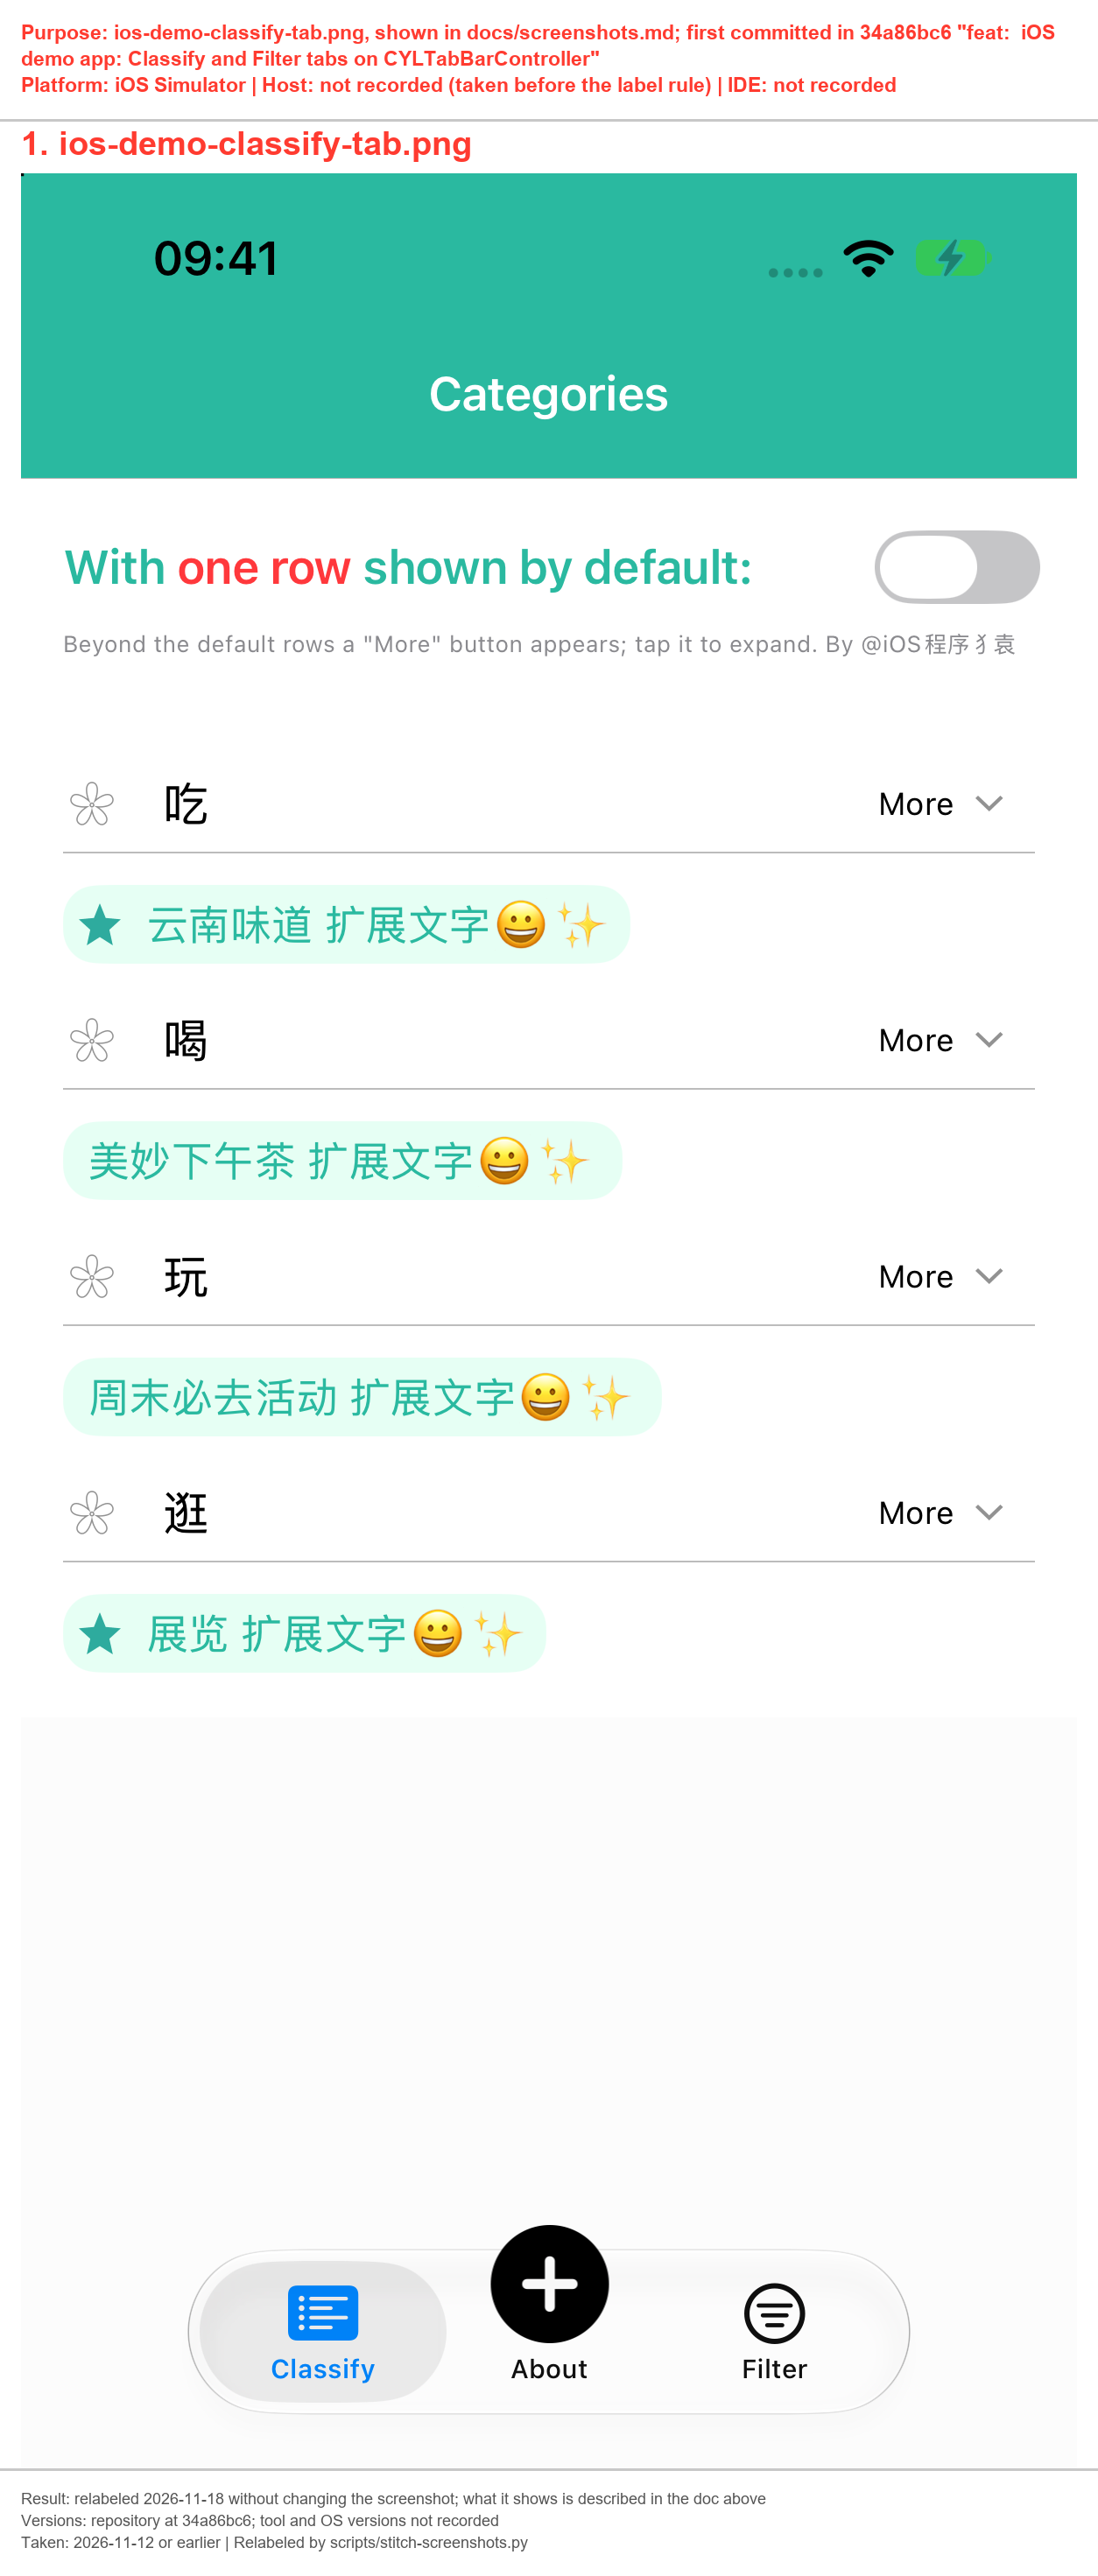 Purpose: ios-demo-classify-tab.png, shown in docs/screenshots.md; first committed in 34a86bc6 "feat:  iOS
demo app: Classify and Filter tabs on CYLTabBarController"
Platform: iOS Simulator | Host: not recorded (taken before the label rule) | IDE: not recorded
1. ios-demo-classify-tab.png
09:41
Categories
With one row shown by default:
Beyond the default rows a "More" button appears; tap it to expand. By @iOS程序犭袁
吃 More
云南味道 扩展文字😀✨
喝 More
美妙下午茶 扩展文字😀✨
玩 More
周末必去活动 扩展文字😀✨
逛 More
展览 扩展文字😀✨
Classify About Filter
Result: relabeled 2026-11-18 without changing the screenshot; what it shows is described in the doc above
Versions: repository at 34a86bc6; tool and OS versions not recorded
Taken: 2026-11-12 or earlier | Relabeled by scripts/stitch-screenshots.py